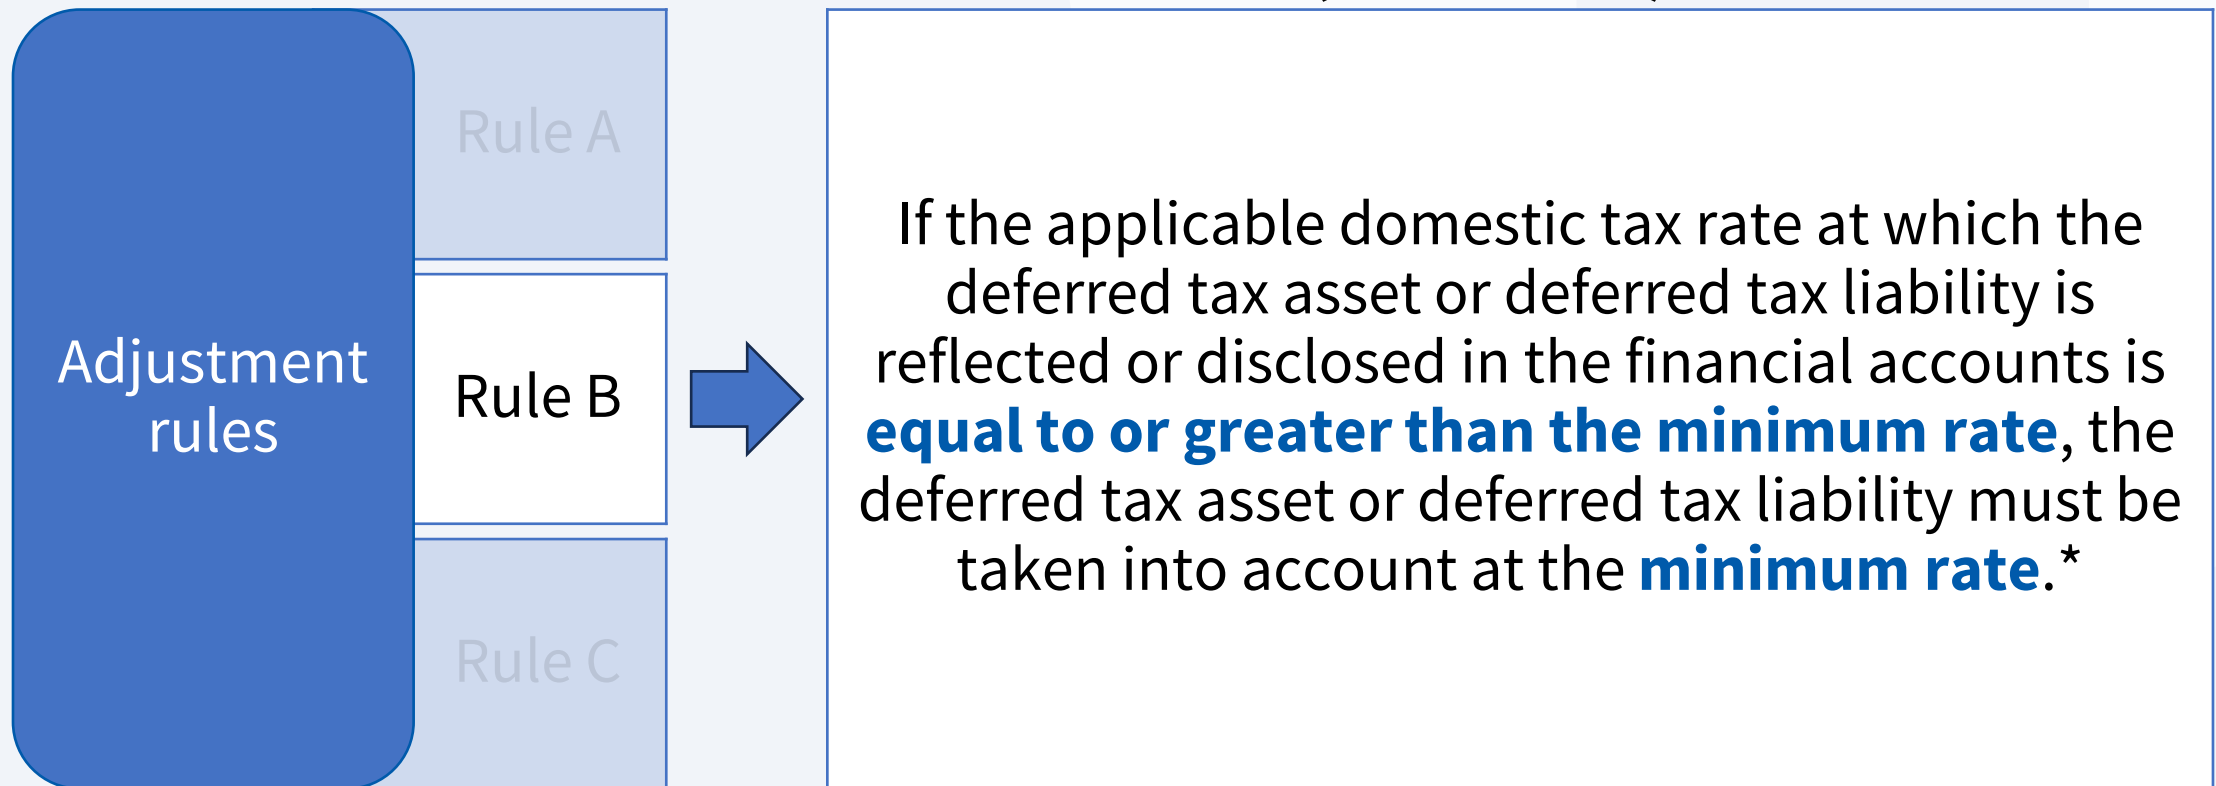 Rule A
Adjustment
rules
Rule B
Rule C
If the applicable domestic tax rate at which the
deferred tax asset or deferred tax liability is
reflected or disclosed in the financial accounts is
equal to or greater than the minimum rate, the
deferred tax asset or deferred tax liability must be
taken into account at the minimum rate.*